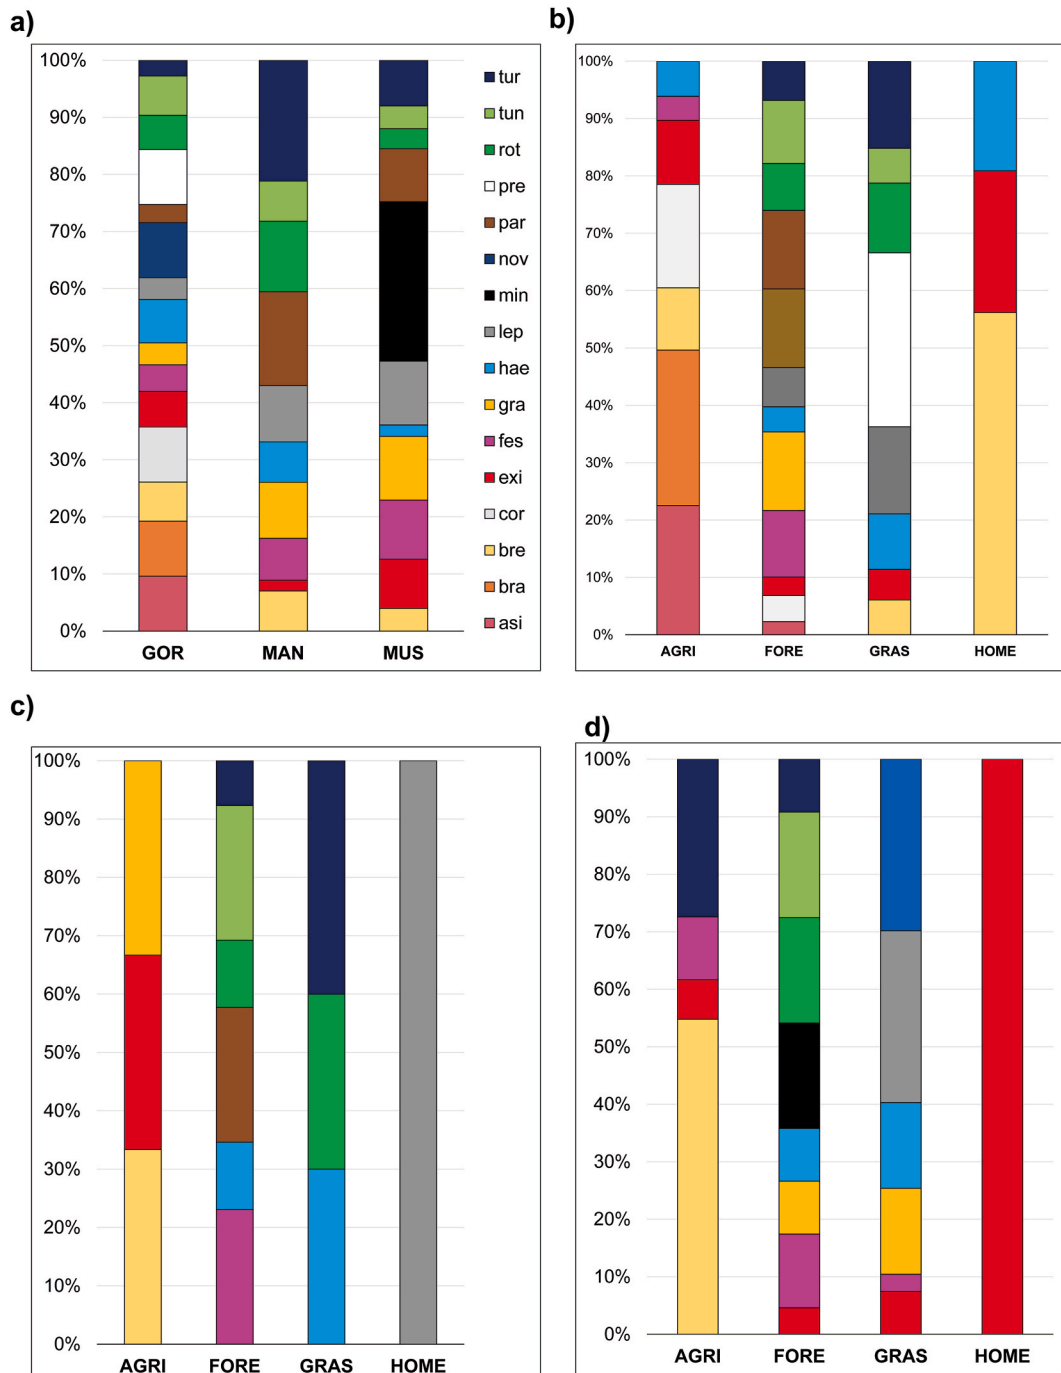 a)
100%
90%
80%
70%
60%
50%
40%
30%
20%
10%
0%
GOR MAN MUS
tur
tun
rot
pre
par
nov
min
lep
hae
gra
fes
exi
cor
bre
bra
asi
b)
100%
90%
80%
70%
60%
50%
40%
30%
20%
10%
0%
AGRI FORE GRAS HOME
c)
100%
90%
80%
70%
60%
50%
40%
30%
20%
10%
0%
AGRI FORE GRAS HOME
d)
100%
90%
80%
70%
60%
50%
40%
30%
20%
10%
0%
AGRI FORE GRAS HOME